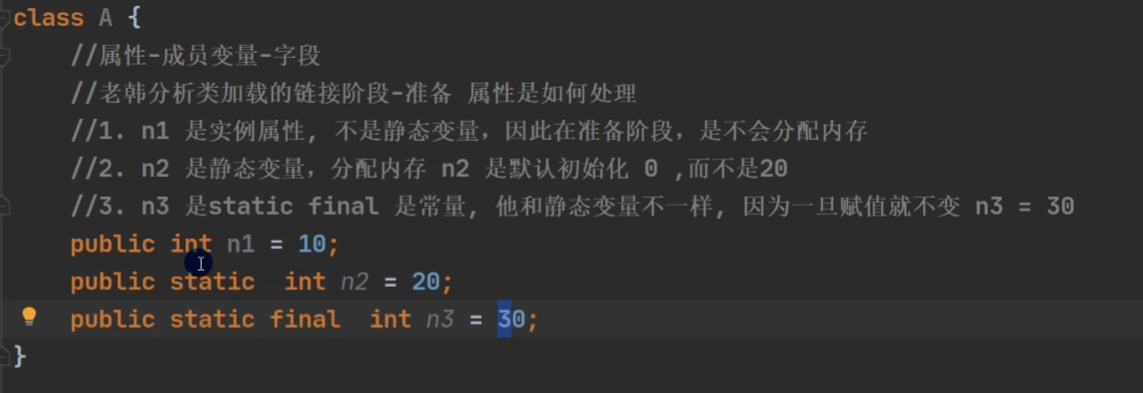 class A {
//属性-成员变量-字段
//老韩分析类加载的链接阶段-准备 属性是如何处理
//1. n1 是实例属性, 不是静态变量，因此在准备阶段，是不会分配内存
//2. n2 是静态变量，分配内存 n2 是默认初始化 0 ,而不是20
//3. n3 是static final 是常量, 他和静态变量不一样, 因为一旦赋值就不变 n3 = 30
public int n1 = 10;
public static  int n2 = 20;
public static final  int n3 = 30;
}